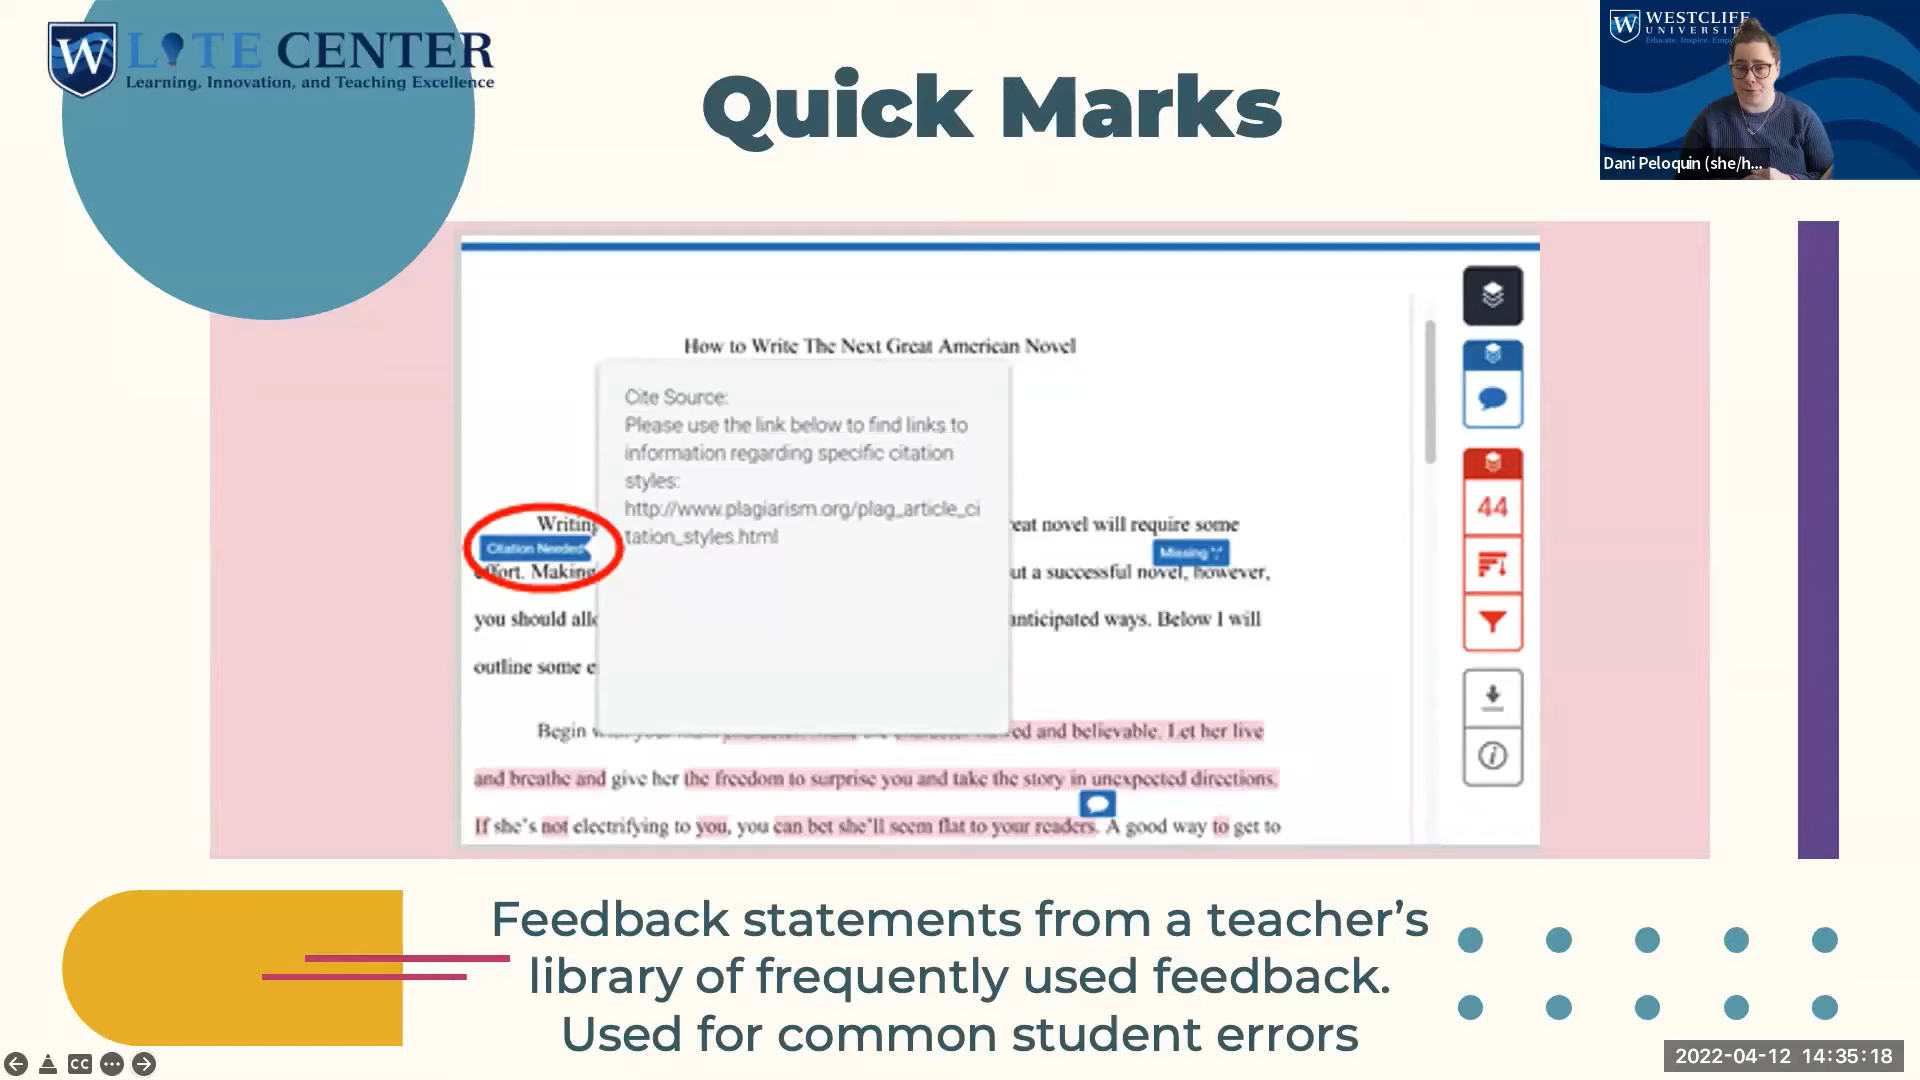 LITE CENTER
Learning, Innovation, and Teaching Excellence
Quick Marks
WESTCLIFF
UNIVERSITY
Educate. Inspire.
Dani Peloquin (she/h...
How to Write The Next Great American Novel
Cite Source:
Please use the link below to find links to
information regarding specific citation
styles:
http://www.plagiarism.org/plag_article_ci
tation_styles.html
Writing eat novel will require some
Citation Needed Missing ","
effort. Making ut a successful novel, however,
you should all anticipated ways. Below I will
outline some e
44
Begin ed and believable. Let her live
and breathe and give her the freedom to surprise you and take the story in unexpected directions.
If she's not electrifying to you, you can bet she'll seem flat to your readers. A good way to get to
Feedback statements from a teacher's
library of frequently used feedback.
Used for common student errors
CC
2022-04-12 14:35:18